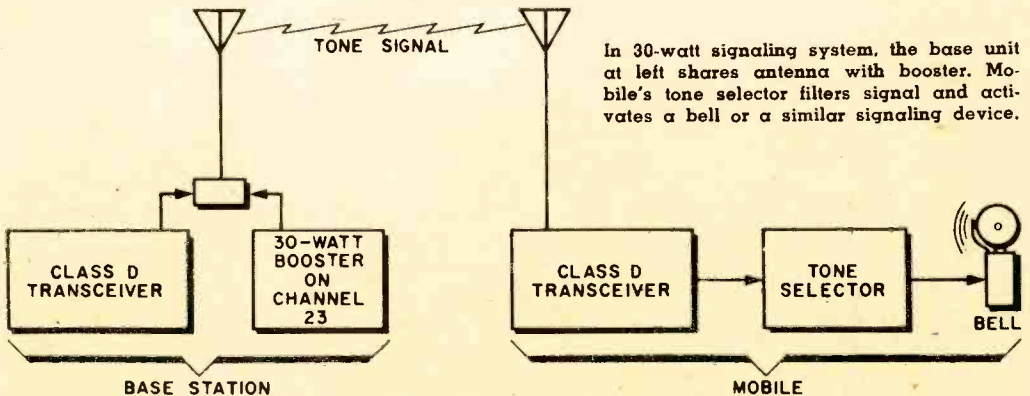 TONE SIGNAL
In 30-watt signaling system, the base unit
at left shares antenna with booster. Mo-
bile's tone selector filters signal and acti-
vates a bell or a similar signaling device.
CLASS D
TRANSCEIVER
30-WATT
BOOSTER
ON
CHANNEL
23
CLASS D
TRANSCEIVER
TONE
SELECTOR
BELL
BASE STATION
MOBILE